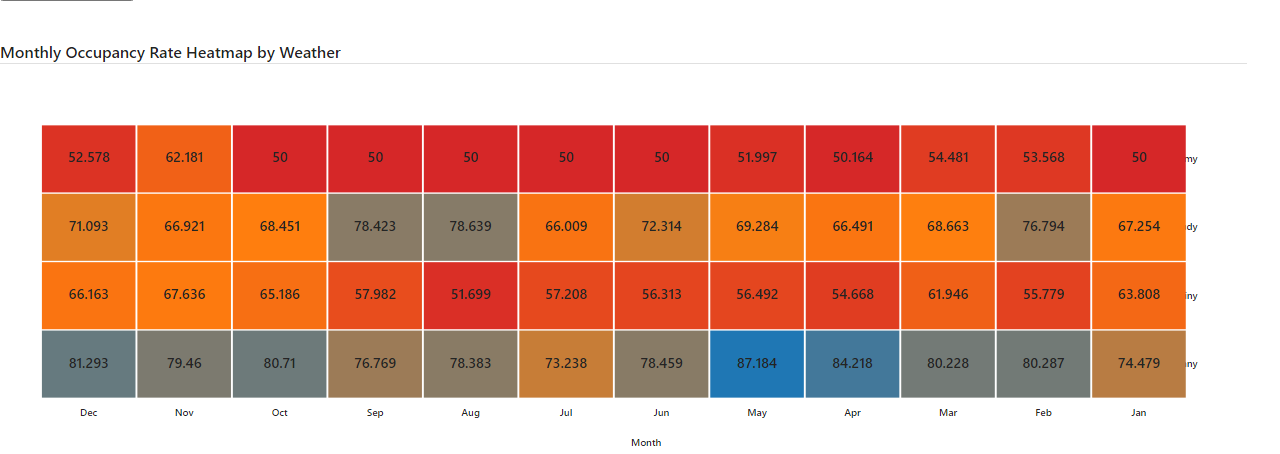 Monthly Occupancy Rate Heatmap by Weather
52.578 62.181 50 50 50 50 50 51.997 50.164 54.481 53.568 50 my
71.093 66.921 68.451 78.423 78.639 66.009 72.314 69.284 66.491 68.663 76.794 67.254 dy
66.163 67.636 65.186 57.982 51.699 57.208 56.313 56.492 54.668 61.946 55.779 63.808 iny
81.293 79.46 80.71 76.769 78.383 73.238 78.459 87.184 84.218 80.228 80.287 74.479 ny
Dec Nov Oct Sep Aug Jul Jun May Apr Mar Feb Jan
Month